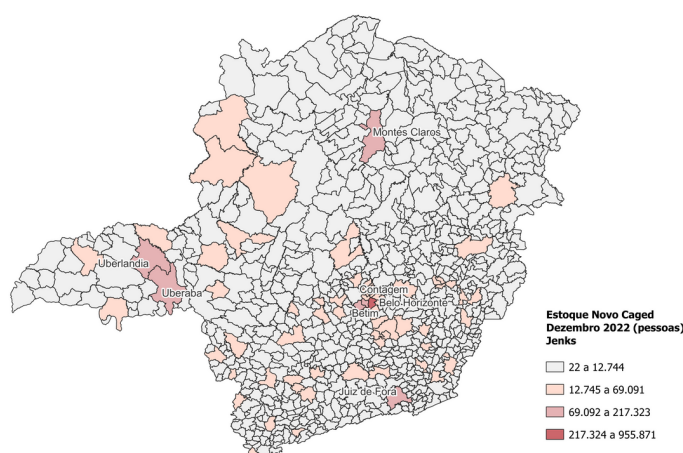 Montes Claros
Uberlandia
Uberaba
Contagem
Belo-Horizonte
Betim
Juiz de Fora
Estoque Novo Caged
Dezembro 2022 (pessoas)
Jenks
22 a 12.744
12.745 a 69.091
69.092 a 217.323
217.324 a 955.871